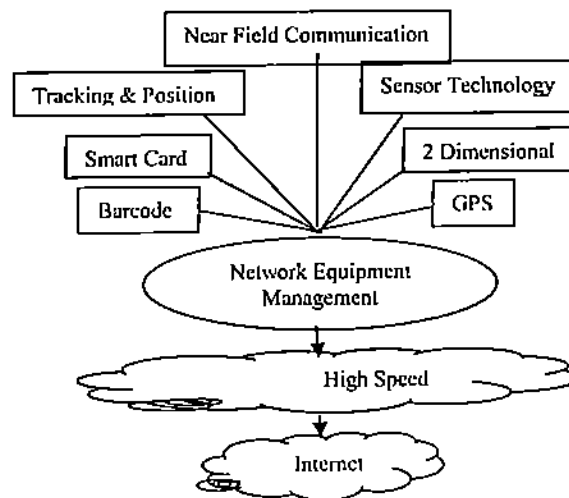 Near Field Communication
Tracking & Position
Sensor Technology
Smart Card
2 Dimensional
Barcode
GPS
Network Equipment
Management
High Speed
Internet